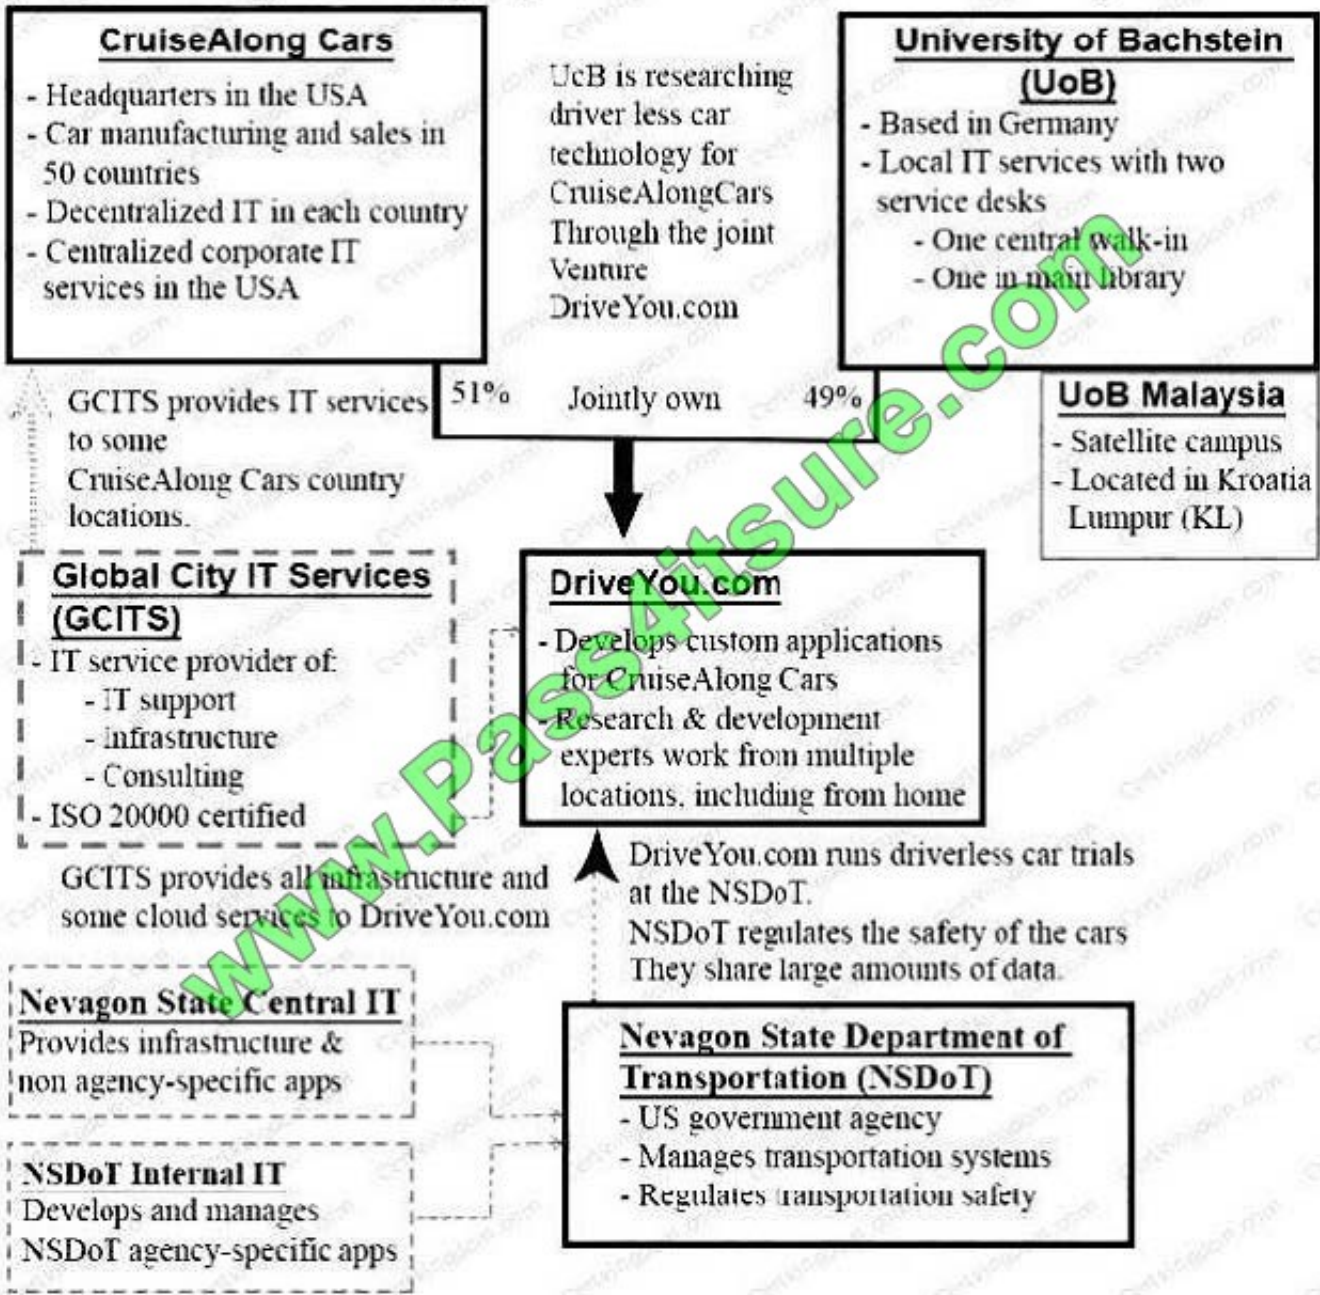 CruiseAlong Cars
- Headquarters in the USA
- Car manufacturing and sales in
50 countries
- Decentralized IT in each country
- Centralized corporate IT
services in the USA
UcB is researching
driver less car
technology for
CruiseAlongCars
Through the joint
Venture
DriveYou.com
University of Bachstein
(UoB)
- Based in Germany
- Local IT services with two
service desks
- One central walk-in
- One in main library
51% Jointly own 49%
UoB Malaysia
- Satellite campus
- Located in Kroatia
Lumpur (KL)
GCITS provides IT services
to some
CruiseAlong Cars country
locations.
Global City IT Services
(GCITS)
- IT service provider of:
- IT support
- infrastructure
- Consulting
- ISO 20000 certified
DriveYou.com
- Develops custom applications
for CruiseAlong Cars
- Research & development
experts work from multiple
locations, including from home
GCITS provides all infrastructure and
some cloud services to DriveYou.com
DriveYou.com runs driverless car trials
at the NSDoT.
NSDoT regulates the safety of the cars
They share large amounts of data.
Nevagon State Central IT
Provides infrastructure &
non agency-specific apps
NSDoT Internal IT
Develops and manages
NSDoT agency-specific apps
Nevagon State Department of
Transportation (NSDoT)
- US government agency
- Manages transportation systems
- Regulates transportation safety
www.Pass4itsure.com